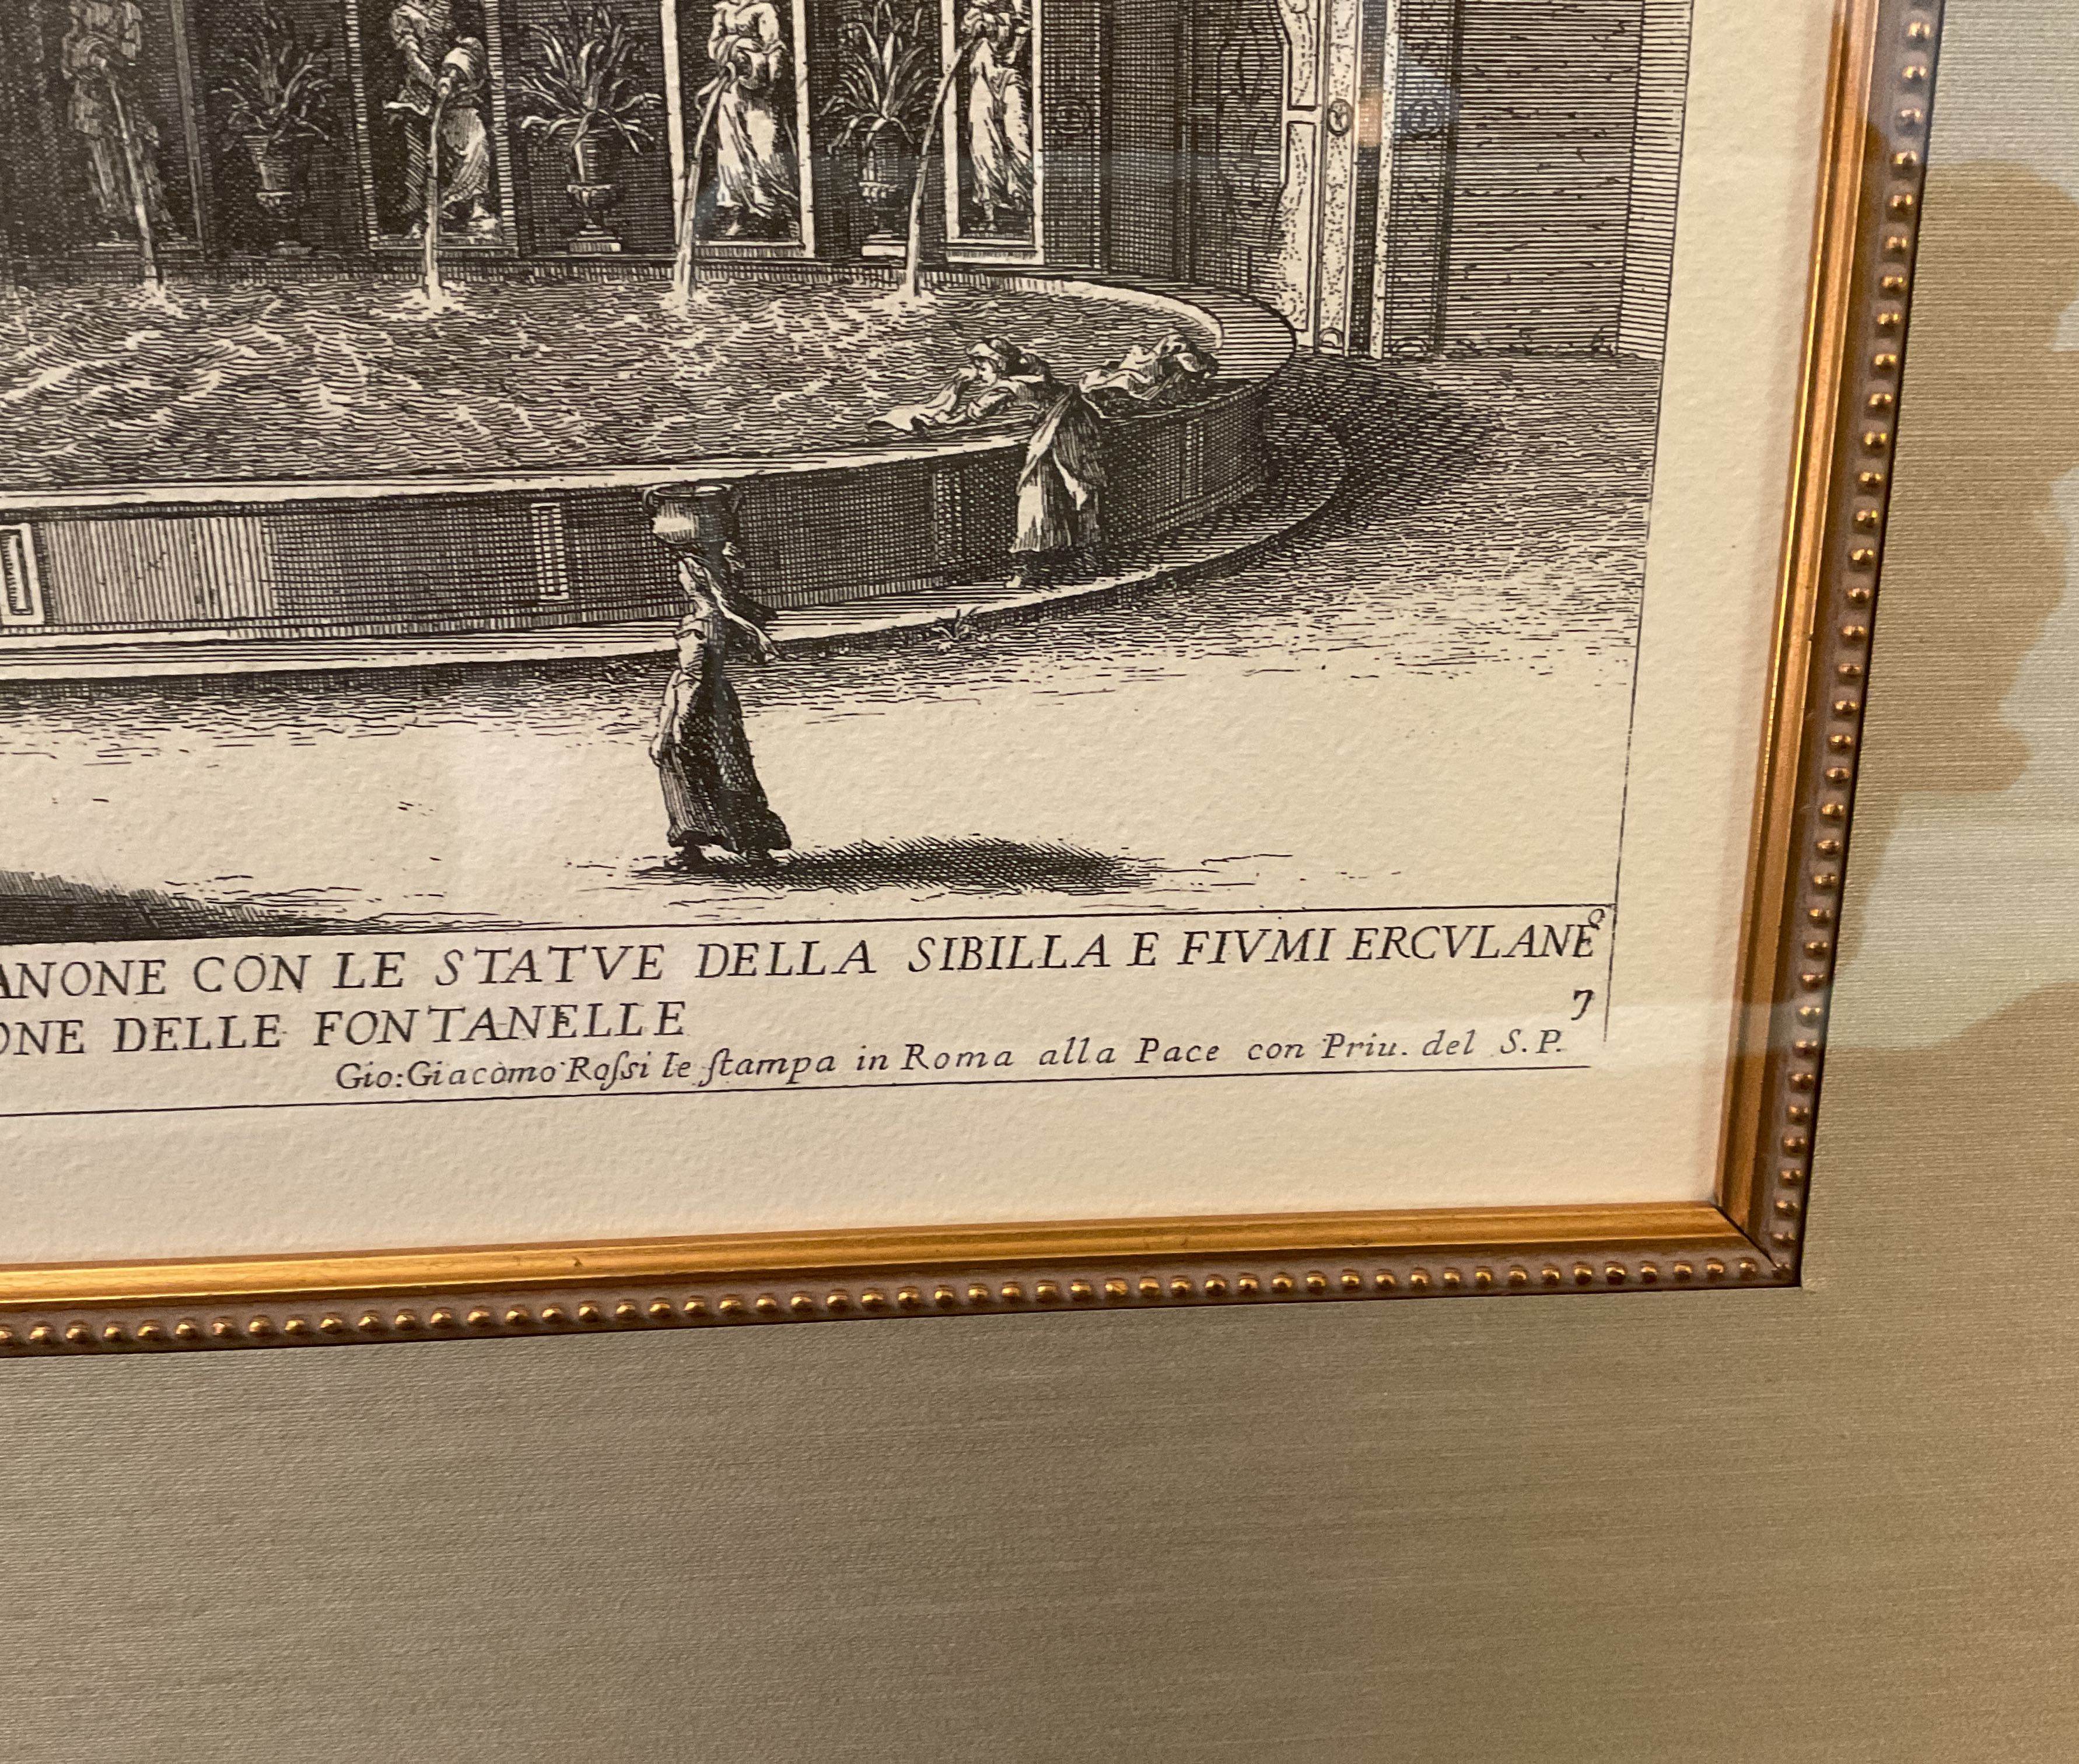 ANONE CON LE STATVE DELLA SIBILLA E FIVMI ERCVLANE
8
ONE DELLE FONTANELLE
7
Gio: Giacomo Roſsi le ſtampa in Roma alla Pace con Priu. del S. P.